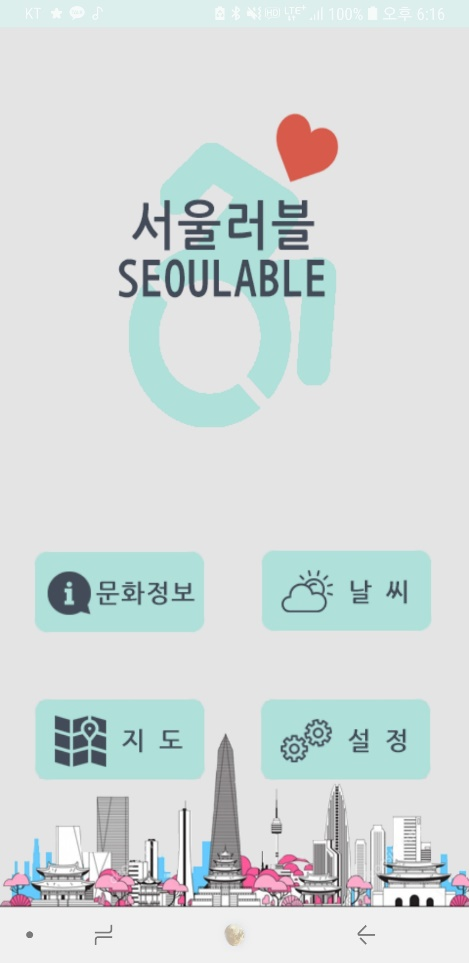 KT 100% 오후 6:16
서울러블
SEOULABLE
문화정보
날 씨
지 도
설 정